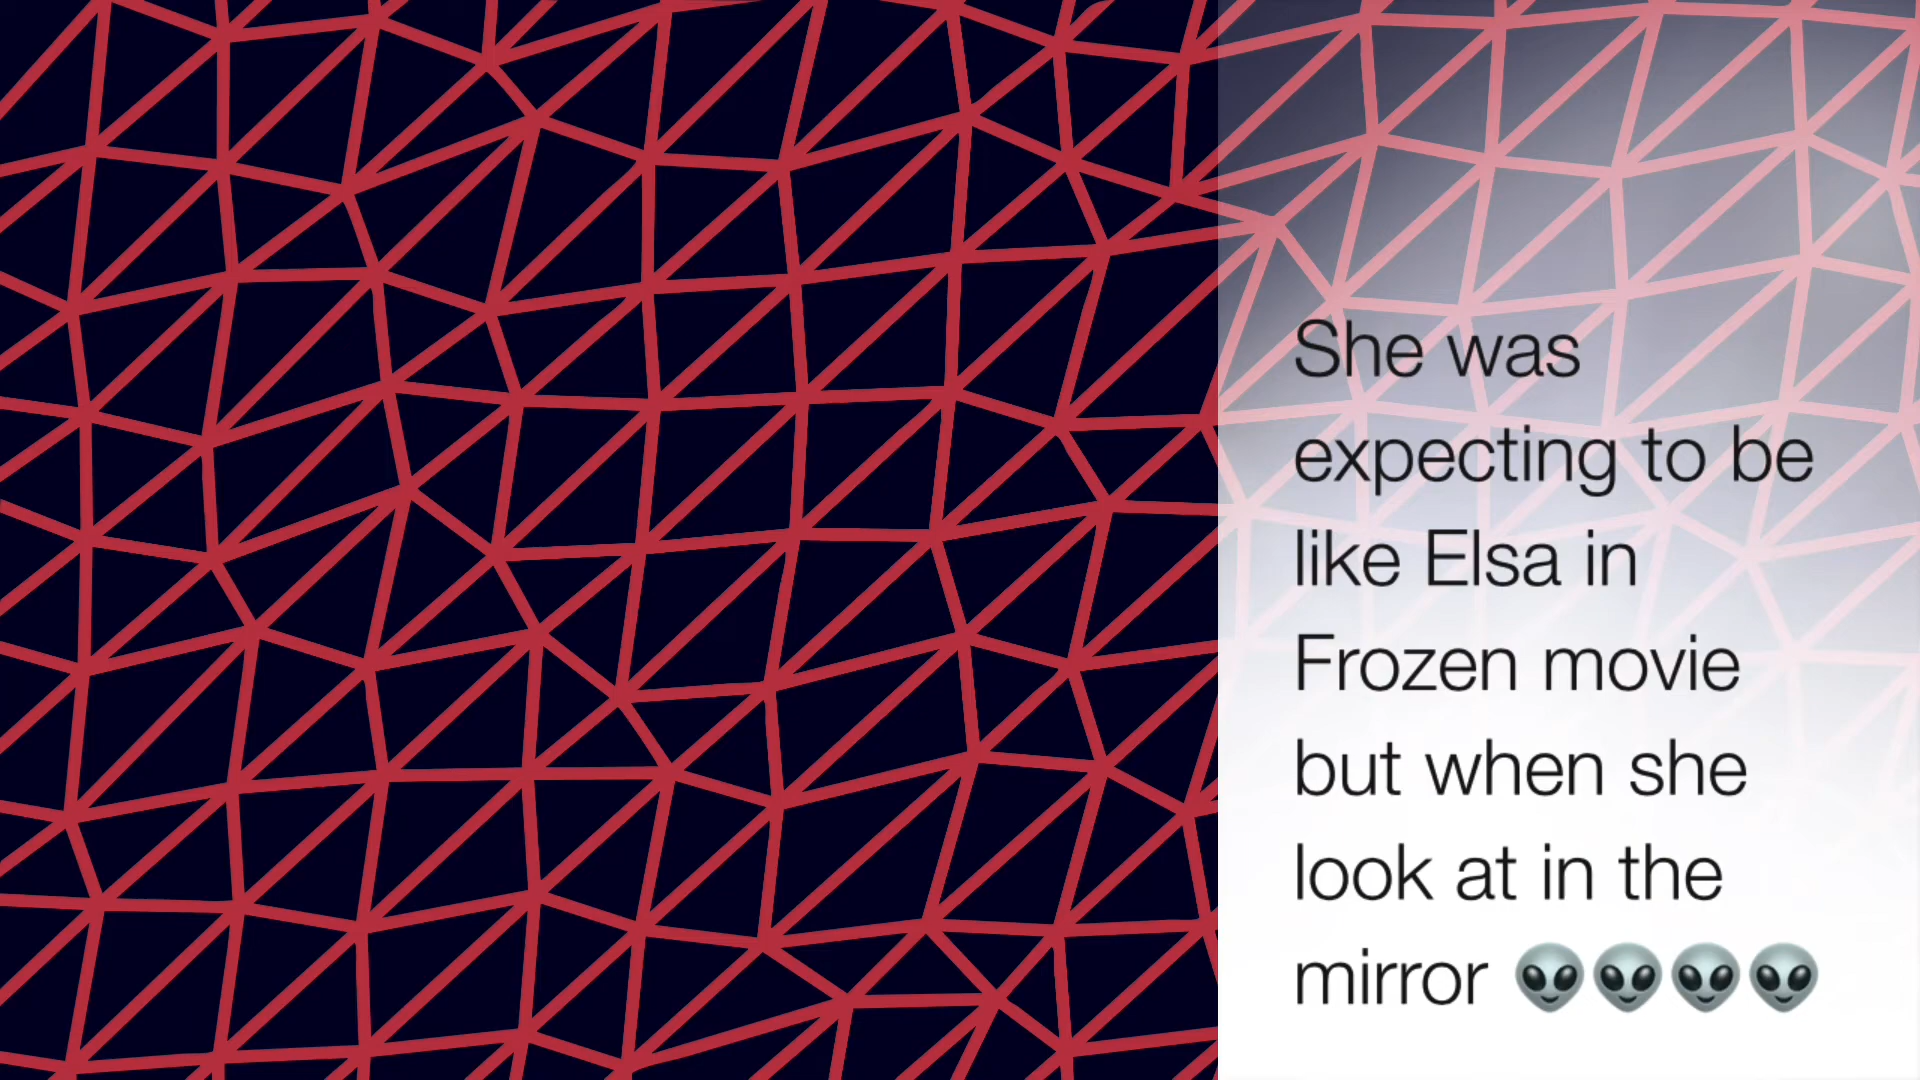 She was
expecting to be
like Elsa in
Frozen movie
but when she
look at in the
mirror 👽👽👽👽